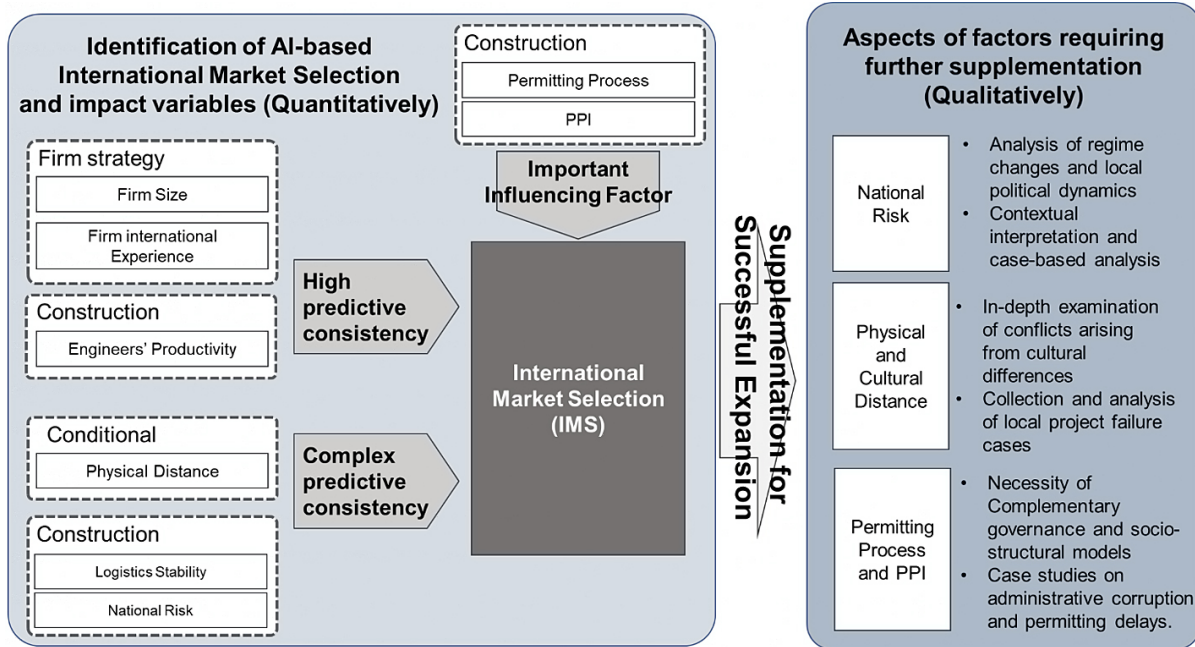 Identification of AI-based
International Market Selection
and impact variables (Quantitatively)
Construction
Permitting Process
PPI
Important
Influencing Factor
Firm strategy
Firm Size
Firm international
Experience
Construction
Engineers' Productivity
High
predictive
consistency
Conditional
Physical Distance
Construction
Logistics Stability
National Risk
Complex
predictive
consistency
International
Market Selection
(IMS)
Supplementation for
Successful Expansion
Aspects of factors requiring
further supplementation
(Qualitatively)
National
Risk
• Analysis of regime
changes and local
political dynamics
• Contextual
interpretation and
case-based analysis
Physical
and
Cultural
Distance
• In-depth examination
of conflicts arising
from cultural
differences
• Collection and analysis
of local project failure
cases
Permitting
Process
and PPI
• Necessity of
Complementary
governance and socio-
structural models
• Case studies on
administrative corruption
and permitting delays.